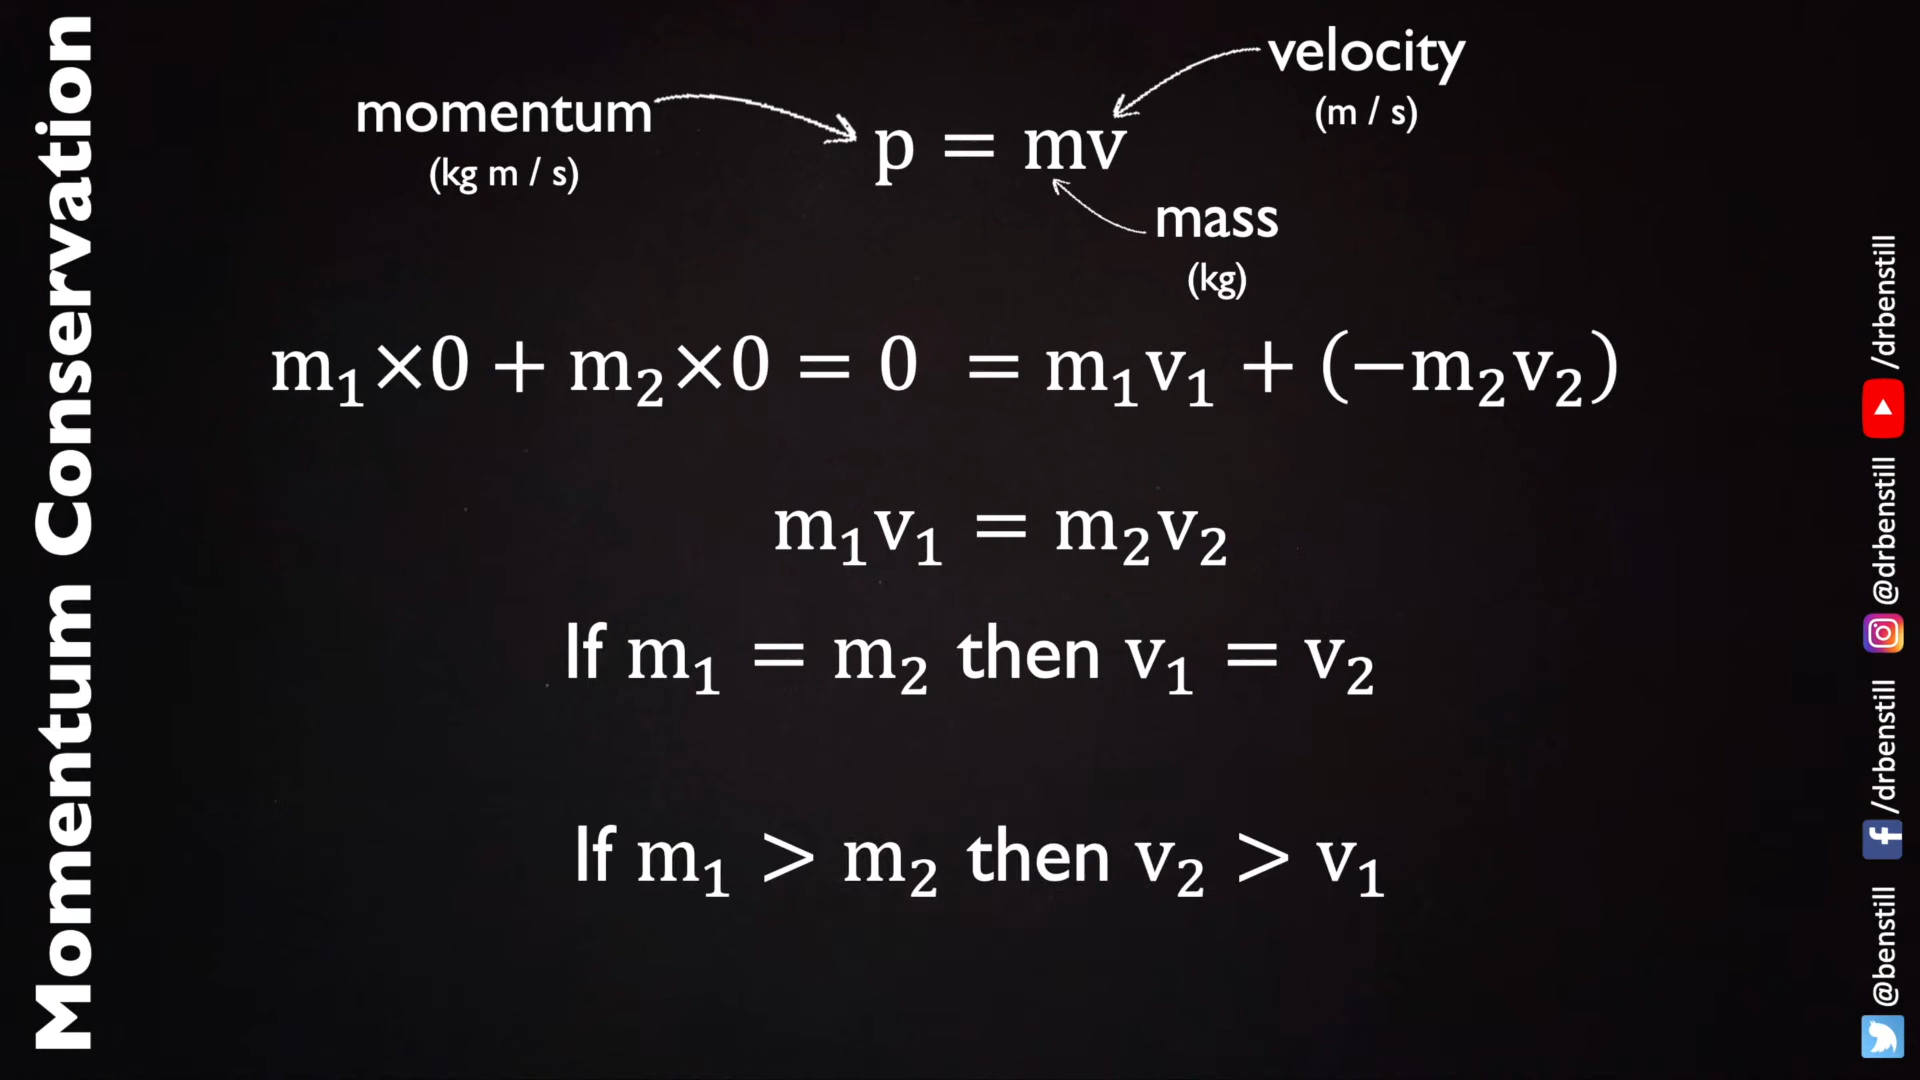 Momentum Conservation
velocity
(m / s)
momentum
(kg m / s)
p = mv
mass
(kg)
m₁×0 + m₂×0 = 0 = m₁v₁ + (−m₂v₂)
m₁v₁ = m₂v₂
If m₁ = m₂ then v₁ = v₂
If m₁ > m₂ then v₂ > v₁
@benstill
/drbenstill
@drbenstill
/drbenstill